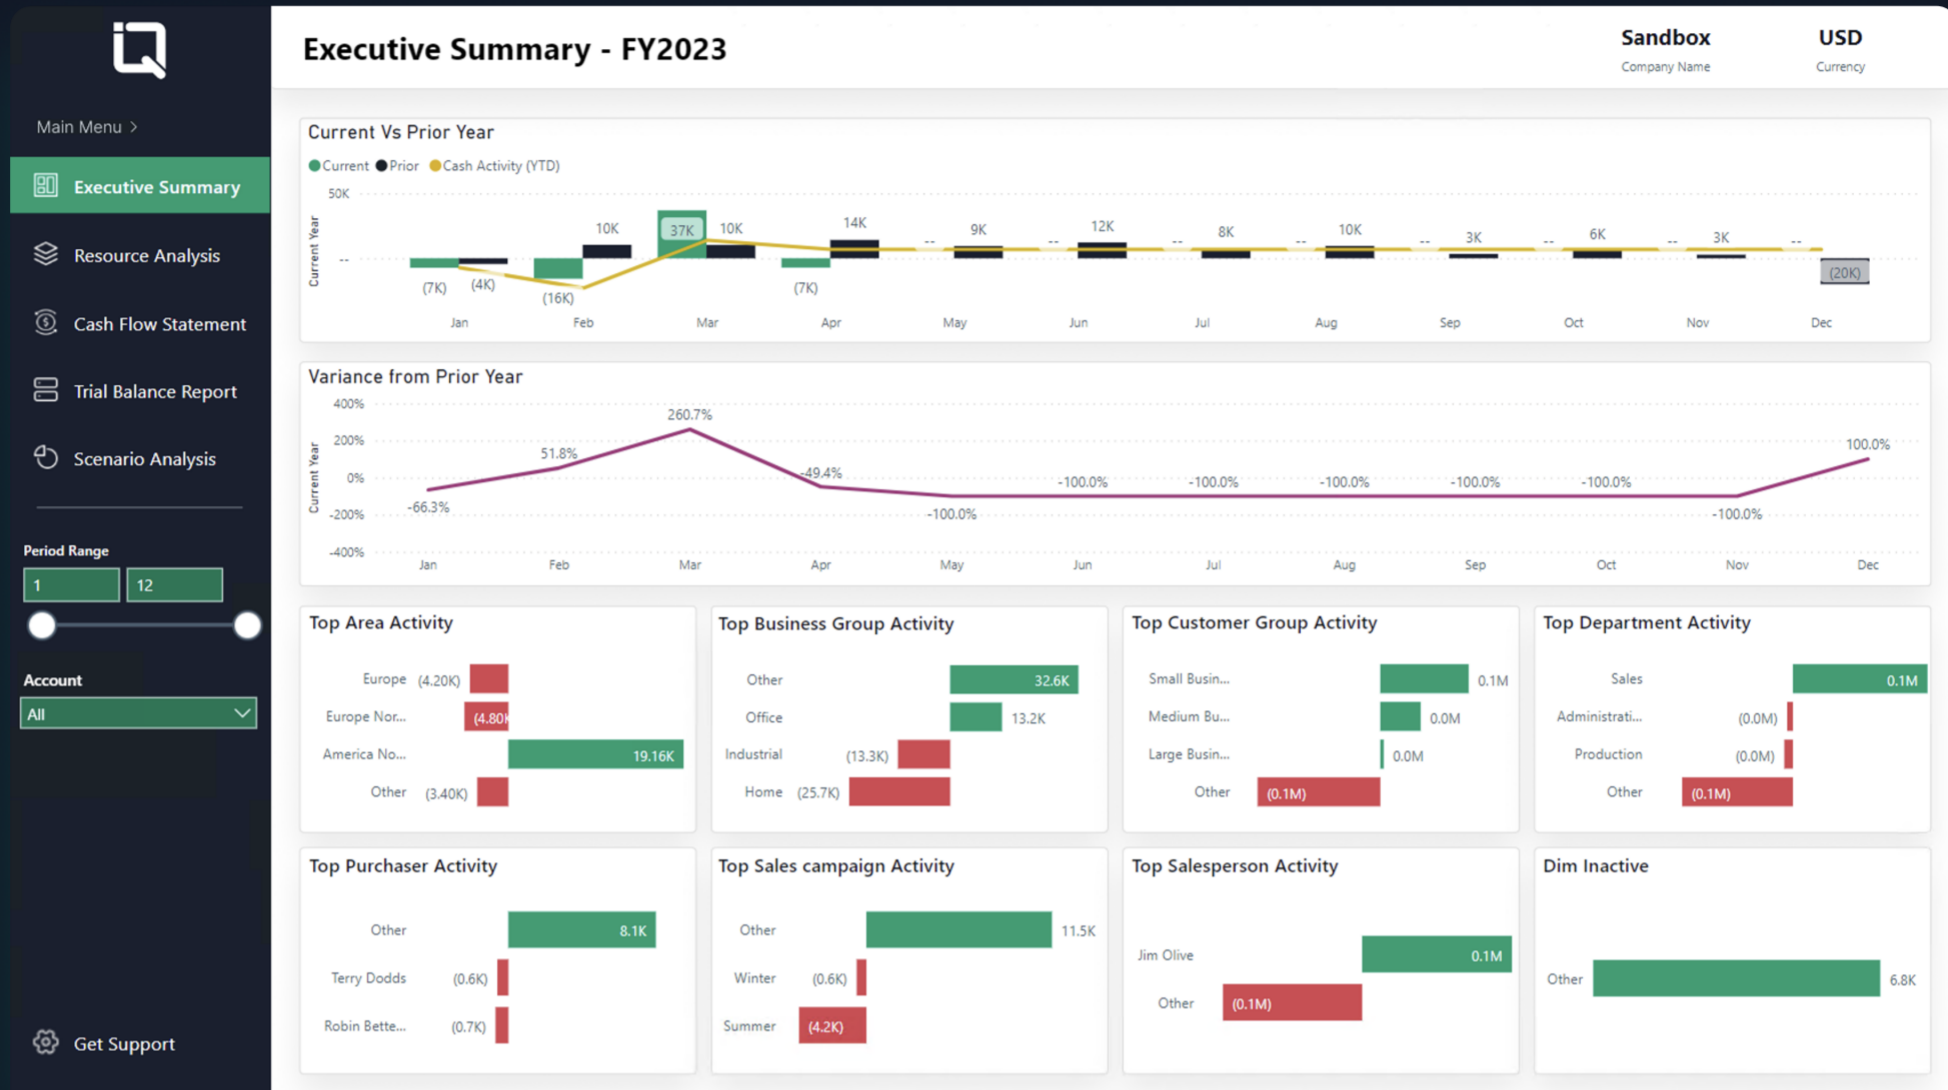 iQ
Executive Summary - FY2023
Sandbox
Company Name
USD
Currency
Main Menu >
Executive Summary
Resource Analysis
Cash Flow Statement
Trial Balance Report
Scenario Analysis
Period Range
1 12
Account
All
Get Support
Current Vs Prior Year
Current Prior Cash Activity (YTD)
Current Year
50K
--
(7K) (4K) (16K) 10K 37K 10K (7K) 14K -- 9K -- 12K -- 8K -- 10K -- 3K -- 6K -- 3K -- (20K)
Jan Feb Mar Apr May Jun Jul Aug Sep Oct Nov Dec
Variance from Prior Year
Current Year
400%
200%
0%
-200%
-400%
-66.3% 51.8% 260.7% -49.4% -100.0% -100.0% -100.0% -100.0% -100.0% -100.0% -100.0% 100.0%
Jan Feb Mar Apr May Jun Jul Aug Sep Oct Nov Dec
Top Area Activity
Europe (4.20K)
Europe Nor... (4.80K
America No... 19.16K
Other (3.40K)
Top Business Group Activity
Other 32.6K
Office 13.2K
Industrial (13.3K)
Home (25.7K)
Top Customer Group Activity
Small Busin... 0.1M
Medium Bu... 0.0M
Large Busin... 0.0M
Other (0.1M)
Top Department Activity
Sales 0.1M
Administrati... (0.0M)
Production (0.0M)
Other (0.1M)
Top Purchaser Activity
Other 8.1K
Terry Dodds (0.6K)
Robin Bette... (0.7K)
Top Sales campaign Activity
Other 11.5K
Winter (0.6K)
Summer (4.2K)
Top Salesperson Activity
Jim Olive 0.1M
Other (0.1M)
Dim Inactive
Other 6.8K